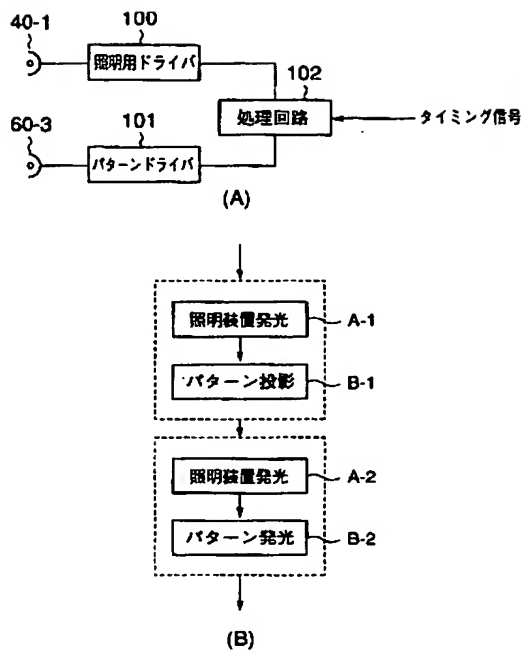 40-1
100
照明用ドライバ
102
処理回路
タイミング信号
60-3
101
パターンドライバ
(A)
照明装置発光
A-1
パターン投影
B-1
照明装置発光
A-2
パターン発光
B-2
(B)